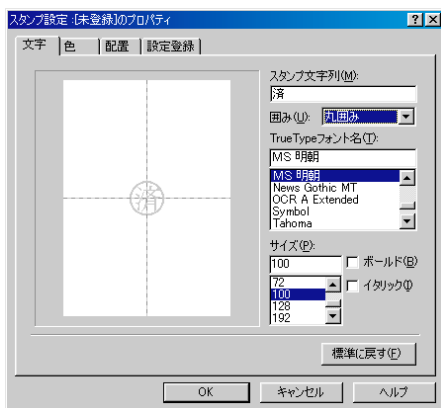 スタンプ設定 :[未登録]のプロパティ
文字
色
配置
設定登録
済
スタンプ文字列(M):
済
囲み(U):
丸囲み
TrueTypeフォント名(T):
MS 明朝
MS 明朝
News Gothic MT
OCR A Extended
Symbol
Tahoma
サイズ(P):
100
ボールド(B)
72
100
128
192
イタリック(I)
標準に戻す(F)
OK
キャンセル
ヘルプ